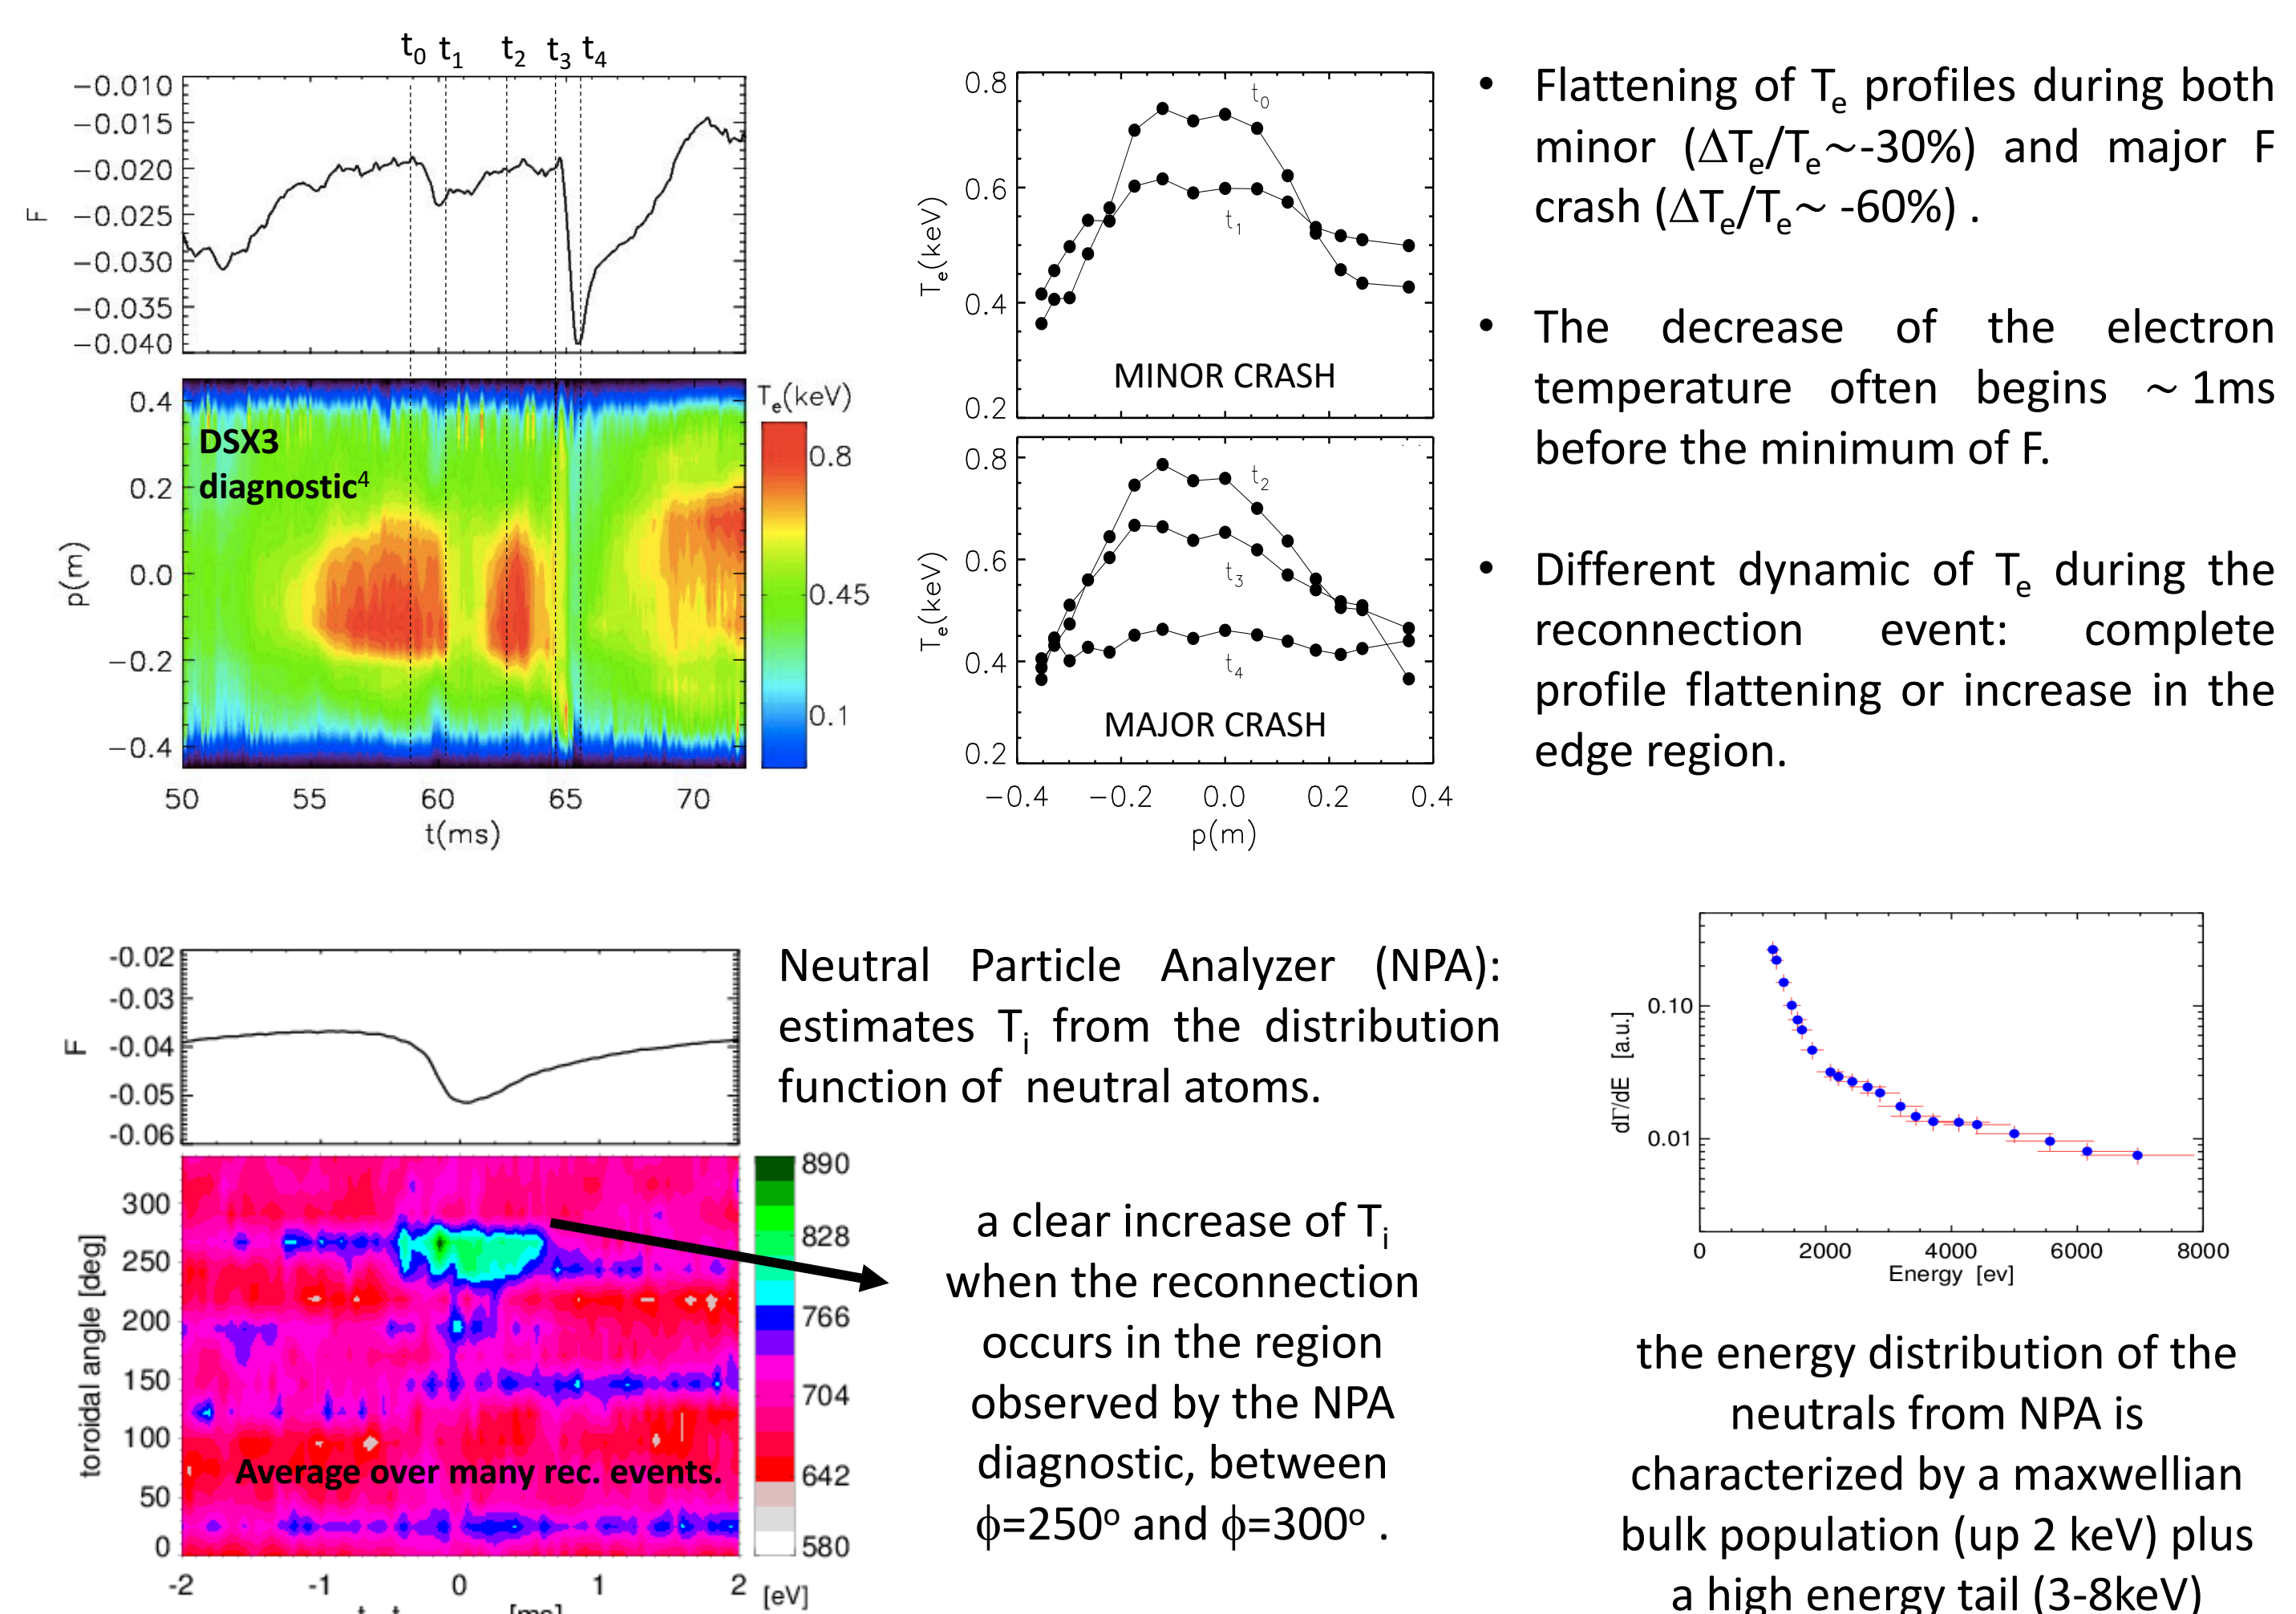 t0 t1 t2 t3 t4
−0.010
−0.015
−0.020
−0.025
−0.030
−0.035
−0.040
F
Te(keV)
0.8
0.45
0.1
DSX3
diagnostic4
0.4
0.2
0.0
−0.2
−0.4
p(m)
50 55 60 65 70
t(ms)
0.8
0.6
0.4
0.2
Te(keV)
t0
t1
MINOR CRASH
0.8
0.6
0.4
0.2
Te(keV)
t2
t3
t4
MAJOR CRASH
−0.4 −0.2 0.0 0.2 0.4
p(m)
• Flattening of Te profiles during both
minor (ΔTe/Te~-30%) and major F
crash (ΔTe/Te~ -60%) .
• The decrease of the electron
temperature often begins ~ 1ms
before the minimum of F.
• Different dynamic of Te during the
reconnection event: complete
profile flattening or increase in the
edge region.
-0.02
-0.03
-0.04
-0.05
-0.06
F
300
250
200
150
100
50
0
toroidal angle [deg]
Average over many rec. events.
-2 -1 0 1 2
890
828
766
704
642
580
[eV]
Neutral Particle Analyzer (NPA):
estimates Ti from the distribution
function of neutral atoms.
a clear increase of Ti
when the reconnection
occurs in the region
observed by the NPA
diagnostic, between
ϕ=250o and ϕ=300o .
0.10
0.01
dΓ/dE [a.u.]
0 2000 4000 6000 8000
Energy [ev]
the energy distribution of the
neutrals from NPA is
characterized by a maxwellian
bulk population (up 2 keV) plus
a high energy tail (3-8keV)